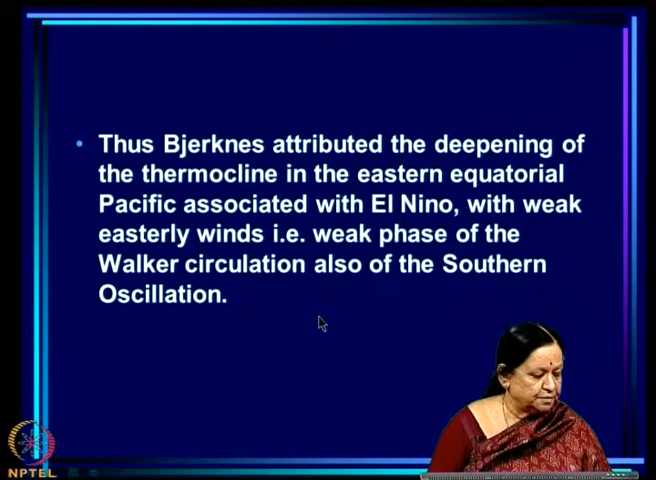 • Thus Bjerknes attributed the deepening of
the thermocline in the eastern equatorial
Pacific associated with El Nino, with weak
easterly winds i.e. weak phase of the
Walker circulation also of the Southern
Oscillation.
NPTEL